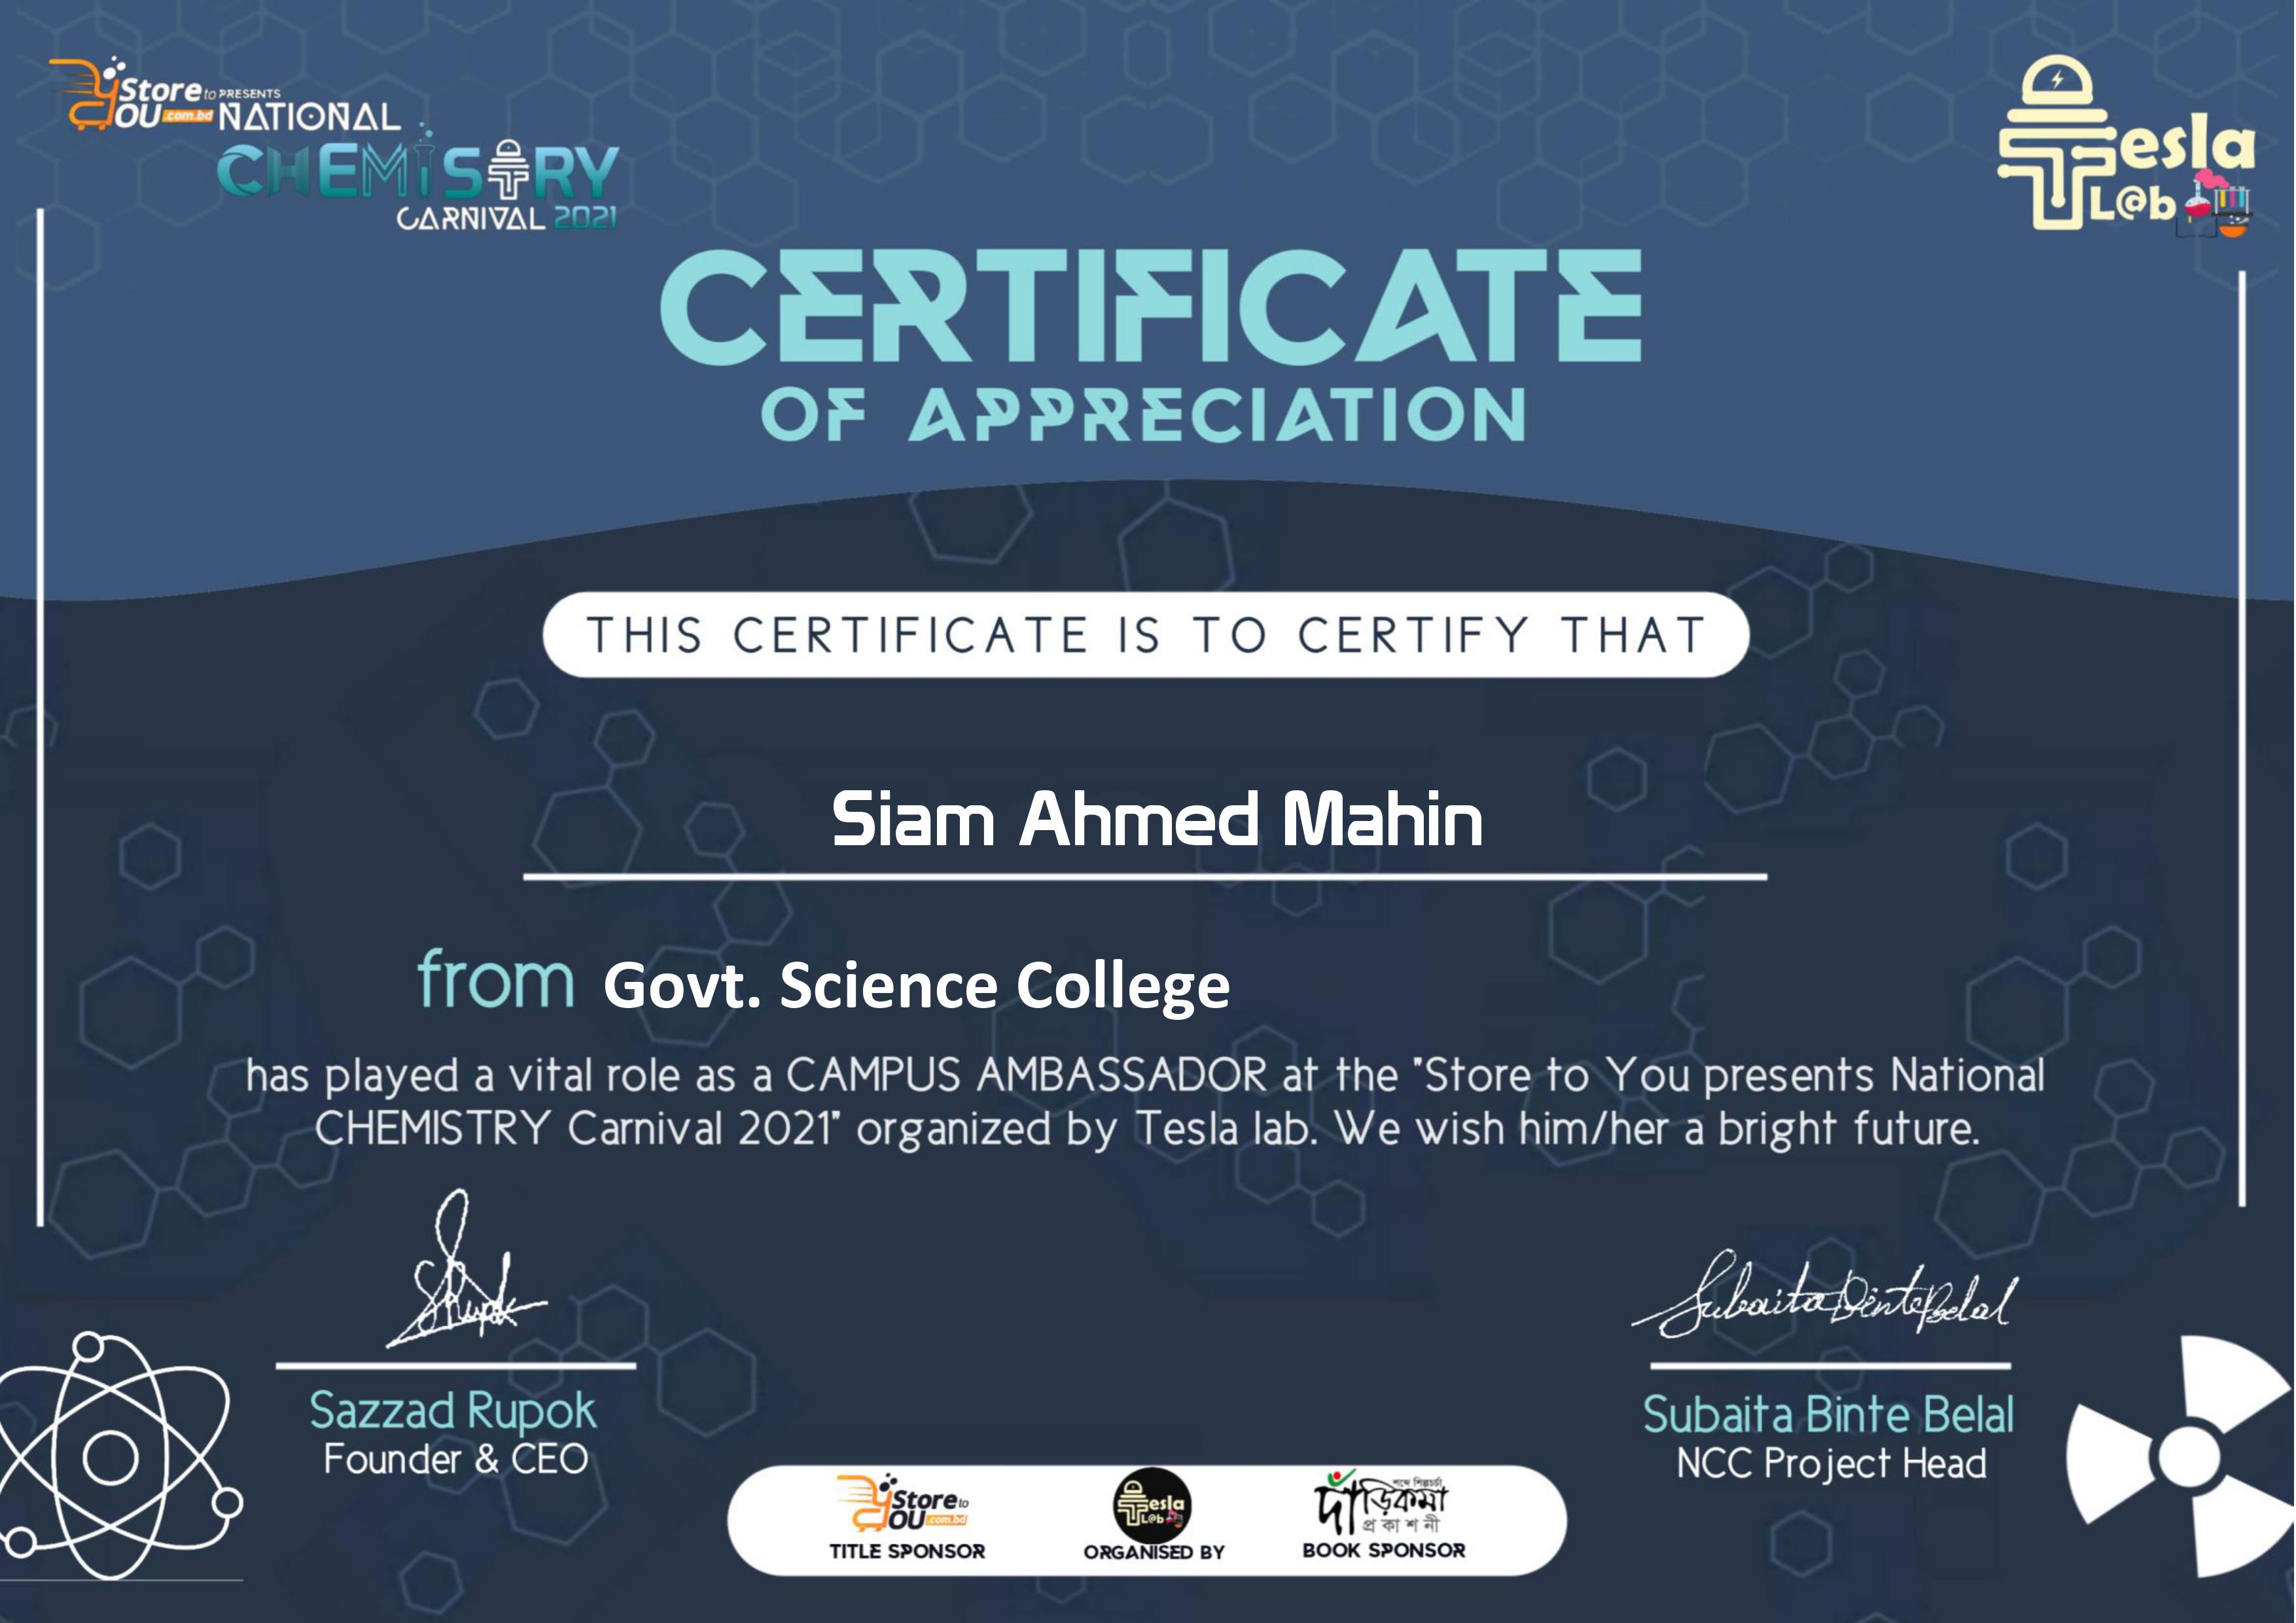 Store to YOU .com.bd PRESENTS
NATIONAL
CHEMISTRY
CARNIVAL 2021
Tesla
L@b
CERTIFICATE
OF APPRECIATION
THIS CERTIFICATE IS TO CERTIFY THAT
Siam Ahmed Mahin
from Govt. Science College
has played a vital role as a CAMPUS AMBASSADOR at the "Store to You presents National
CHEMISTRY Carnival 2021" organized by Tesla lab. We wish him/her a bright future.
Subaita Binte Belal
Sazzad Rupok
Founder & CEO
Subaita Binte Belal
NCC Project Head
Store to
YOU .com.bd
TITLE SPONSOR
Tesla
L@b
ORGANISED BY
শব্দে শিল্পচর্চা
দাঁড়িকমা
প্রকাশনী
BOOK SPONSOR